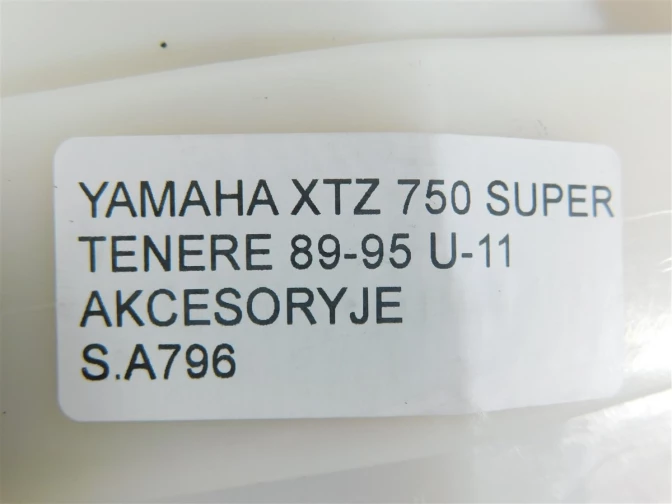 YAMAHA XTZ 750 SUPER
TENERE 89-95 U-11
AKCESORYJE
S.A796